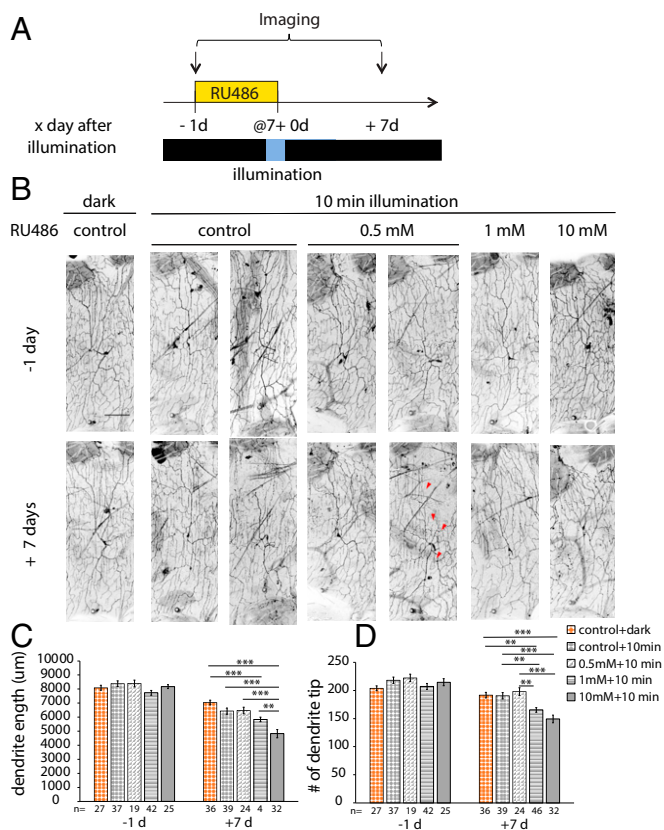 A
Imaging
RU486
x day after
illumination
- 1d
@7+ 0d
+ 7d
illumination
B
dark
10 min illumination
RU486
control
control
0.5 mM
1 mM
10 mM
-1 day
+ 7 days
C
dendrite ength (um)
10000
9000
8000
7000
6000
5000
4000
3000
2000
1000
0
***
***
***
***
**
n= 27 37 19 42 25 36 39 24 4 32
-1 d +7d
D
# of dendrite tip
250
200
150
100
50
0
***
**
***
**
***
**
n= 27 37 19 42 25 36 39 24 46 32
-1 d +7d
control+dark
control+10min
0.5mM+10 min
1mM+10 min
10mM+10 min